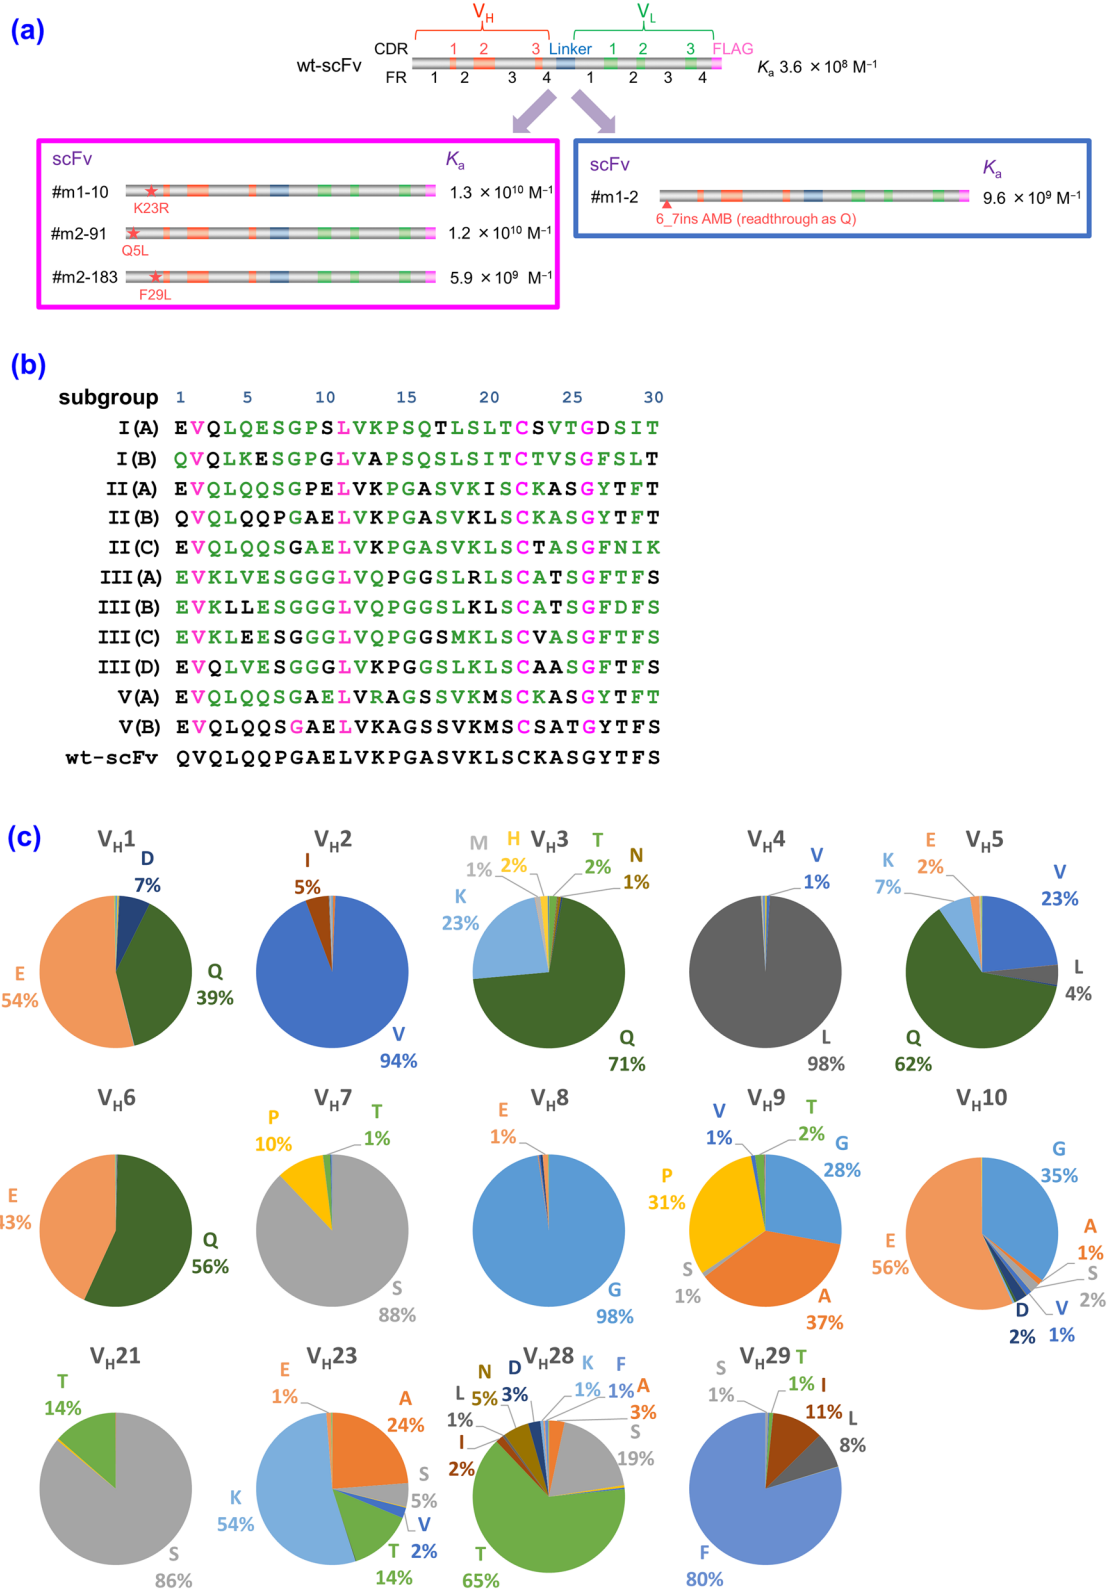 (a)
VH VL
CDR 1 2 3 Linker 1 2 3 FLAG
wt-scFv Ka 3.6 ×10⁸ M⁻¹
FR 1 2 3 4 1 2 3 4
scFv Ka
#m1-10 1.3 ×10¹⁰ M⁻¹
K23R
#m2-91 1.2 ×10¹⁰ M⁻¹
Q5L
#m2-183 5.9 ×10⁹ M⁻¹
F29L
scFv Ka
#m1-2 9.6 ×10⁹ M⁻¹
6_7ins AMB (readthrough as Q)
(b)
subgroup 1 5 10 15 20 25 30
I(A) EVQLQESGPSLVKPSQTLSLTCSVTGDSIT
I(B) QVQLKESGPGLVAPSQSLSITCTVSGFSLT
II(A) EVQLQQSGPELVKPGASVKISCKASGYTFT
II(B) QVQLQQPGAELVKPGASVKLSCKASGYTFT
II(C) EVQLQQSGAELVKPGASVKLSCTASGFNIK
III(A) EVKLVESGGGLVQPGGSLRLSCATSGFTFS
III(B) EVKLLESGGGLVQPGGSLKLSCATSGFDFS
III(C) EVKLEESGGGLVQPGGSMKLSCVASGFTFS
III(D) EVQLVESGGGLVKPGGSLKLSCAASGFTFS
V(A) EVQLQQSGAELVRAGSSVKMSCKASGYTFT
V(B) EVQLQQSGAELVKAGSSVKMSCSATGYTFS
wt-scFv QVQLQQPGAELVKPGASVKLSCKASGYTFS
(c)
VH1
D
7%
E
54%
Q
39%
VH2
I
5%
V
94%
VH3
M
1%
H
2%
T
2%
N
1%
K
23%
Q
71%
VH4
V
1%
L
98%
VH5
E
2%
K
7%
V
23%
L
4%
Q
62%
VH6
E
43%
Q
56%
VH7
P
10%
T
1%
S
88%
VH8
E
1%
G
98%
VH9
V
1%
T
2%
G
28%
P
31%
S
1%
A
37%
VH10
G
35%
E
56%
A
1%
S
2%
D
2%
V
1%
VH21
T
14%
S
86%
VH23
E
1%
A
24%
S
5%
K
54%
V
2%
T
14%
VH28
N
5%
D
3%
K
1%
F
1%
A
3%
L
1%
S
19%
I
2%
T
65%
VH29
S
1%
T
1%
I
11%
L
8%
F
80%